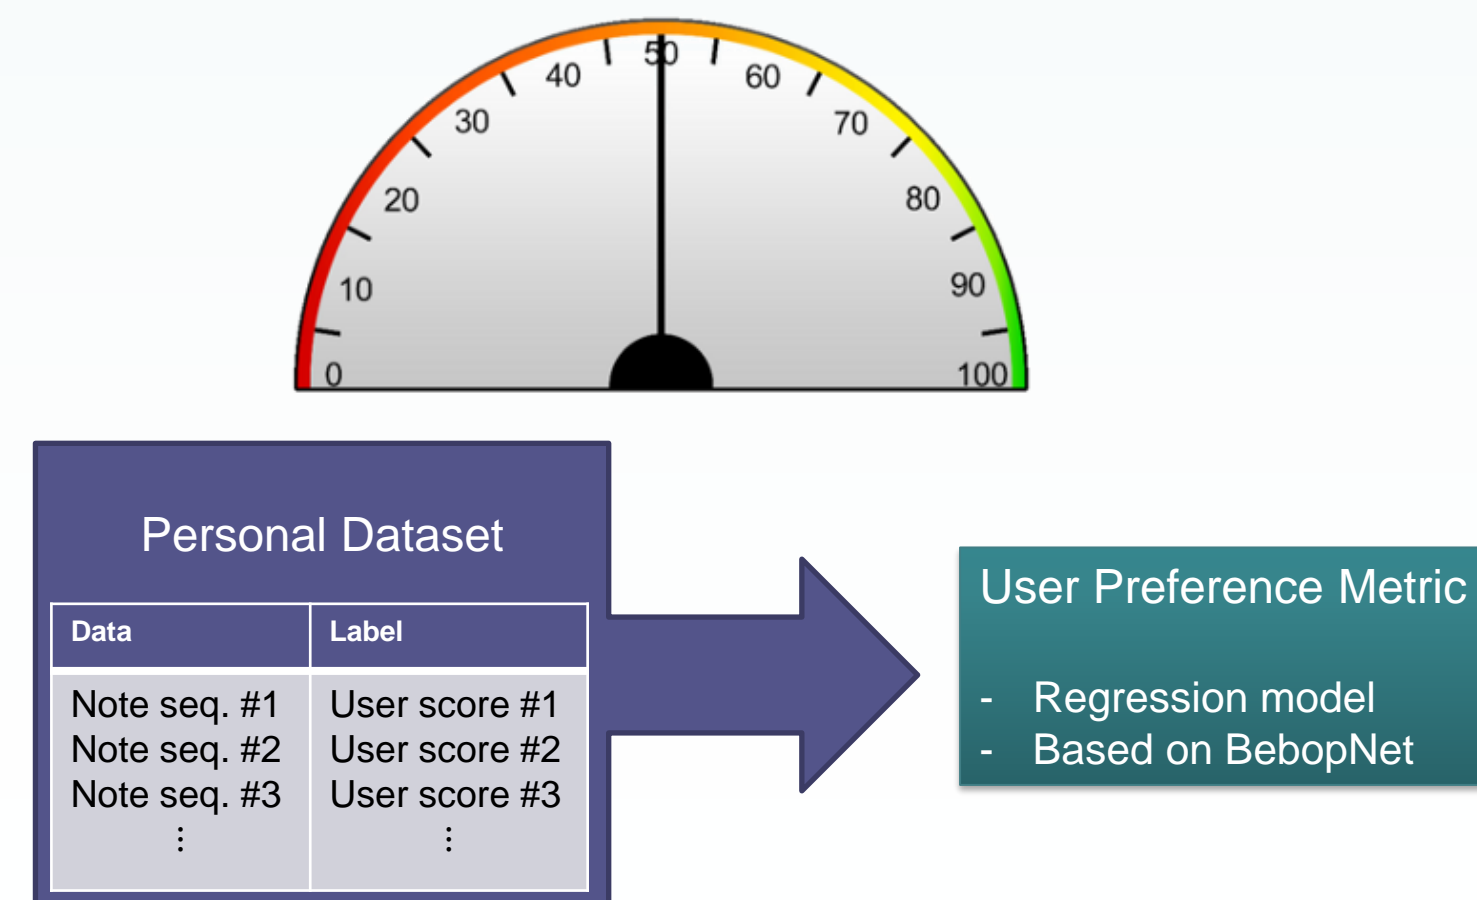 0
10
20
30
40
50
60
70
80
90
100
Personal Dataset
Data Label
Note seq. #1 User score #1
Note seq. #2 User score #2
Note seq. #3 User score #3
⋮ ⋮
User Preference Metric
- Regression model
- Based on BebopNet